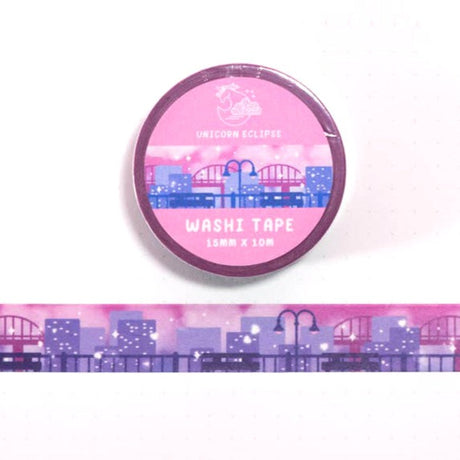 UNICORN ECLIPSE
WASHI TAPE
15MM X 10M